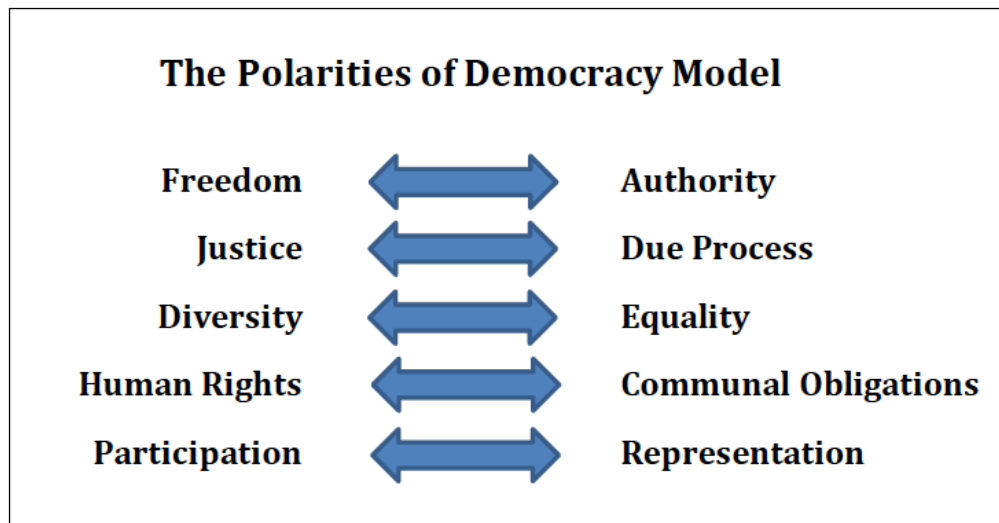 The Polarities of Democracy Model
Freedom Authority
Justice Due Process
Diversity Equality
Human Rights Communal Obligations
Participation Representation